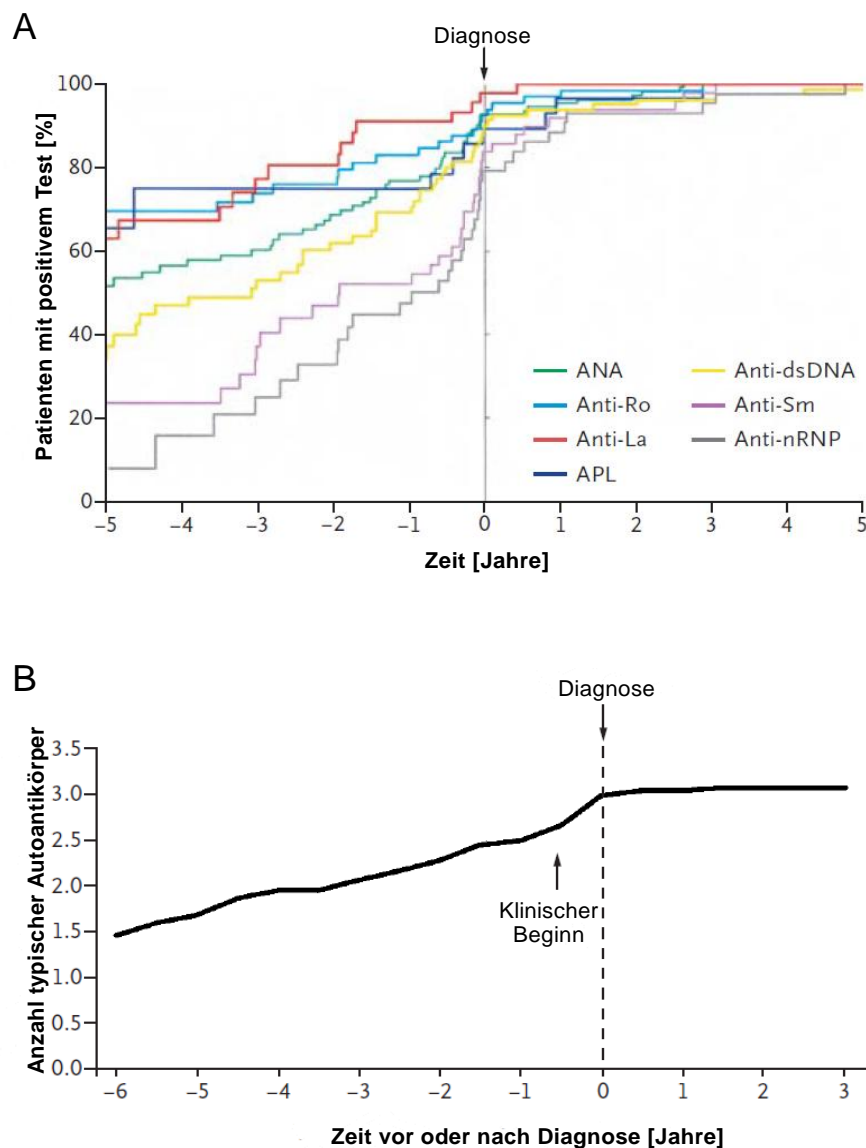 A
Diagnose
Patienten mit positivem Test [%]
100
80
60
40
20
0
ANA
Anti-Ro
Anti-La
APL
Anti-dsDNA
Anti-Sm
Anti-nRNP
−5 −4 −3 −2 −1 0 1 2 3 4 5
Zeit [Jahre]
B
Diagnose
Anzahl typischer Autoantikörper
3.5
3.0
2.5
2.0
1.5
1.0
0.5
0.0
Klinischer
Beginn
−6 −5 −4 −3 −2 −1 0 1 2 3
Zeit vor oder nach Diagnose [Jahre]